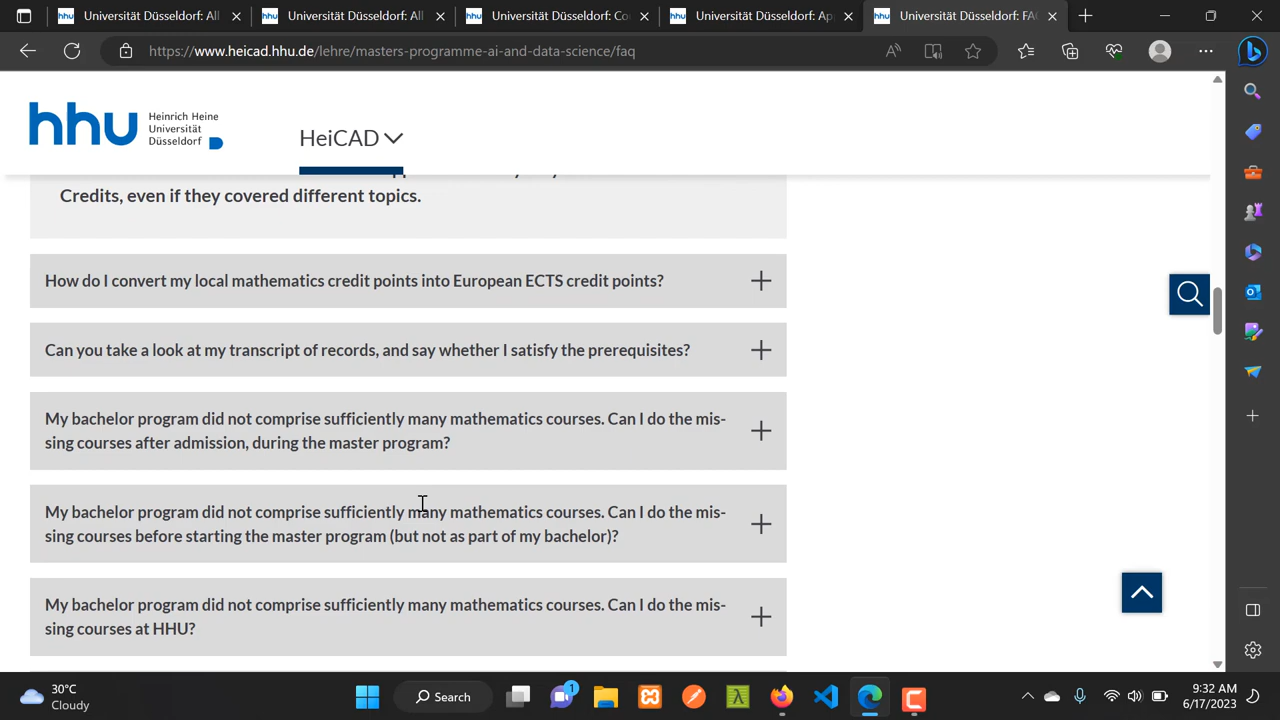 Universität Düsseldorf: All
Universität Düsseldorf: All
Universität Düsseldorf: Co
Universität Düsseldorf: Ap
Universität Düsseldorf: FA
https://www.heicad.hhu.de/lehre/masters-programme-ai-and-data-science/faq
hhu
Heinrich Heine
Universität
Düsseldorf
HeiCAD
Credits, even if they covered different topics.
How do I convert my local mathematics credit points into European ECTS credit points?
Can you take a look at my transcript of records, and say whether I satisfy the prerequisites?
My bachelor program did not comprise sufficiently many mathematics courses. Can I do the mis-
sing courses after admission, during the master program?
My bachelor program did not comprise sufficiently many mathematics courses. Can I do the mis-
sing courses before starting the master program (but not as part of my bachelor)?
My bachelor program did not comprise sufficiently many mathematics courses. Can I do the mis-
sing courses at HHU?
30°C
Cloudy
Search
1
9:32 AM
6/17/2023